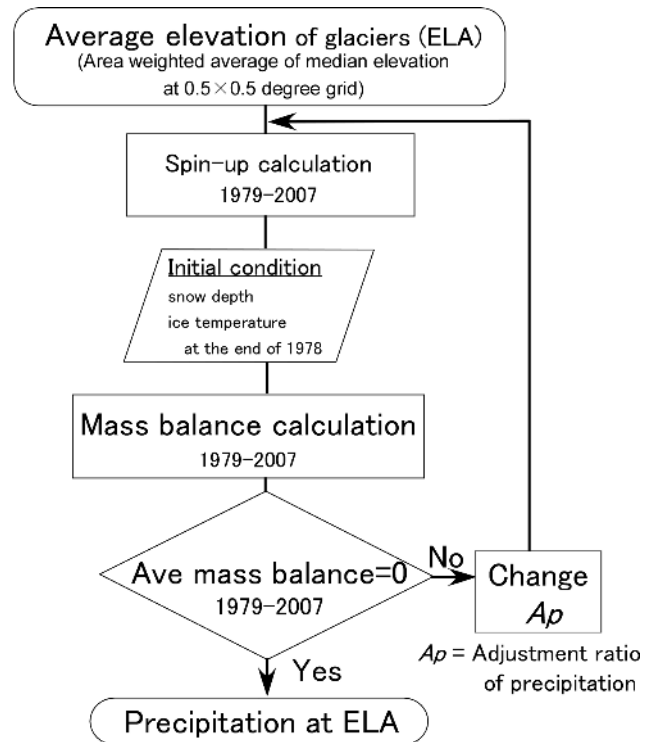 Average elevation of glaciers (ELA)
(Area weighted average of median elevation
at 0.5×0.5 degree grid)
Spin-up calculation
1979-2007
Initial condition
snow depth
ice temperature
at the end of 1978
Mass balance calculation
1979-2007
Ave mass balance=0
1979-2007
No
Change
Ap
Ap = Adjustment ratio
of precipitation
Yes
Precipitation at ELA